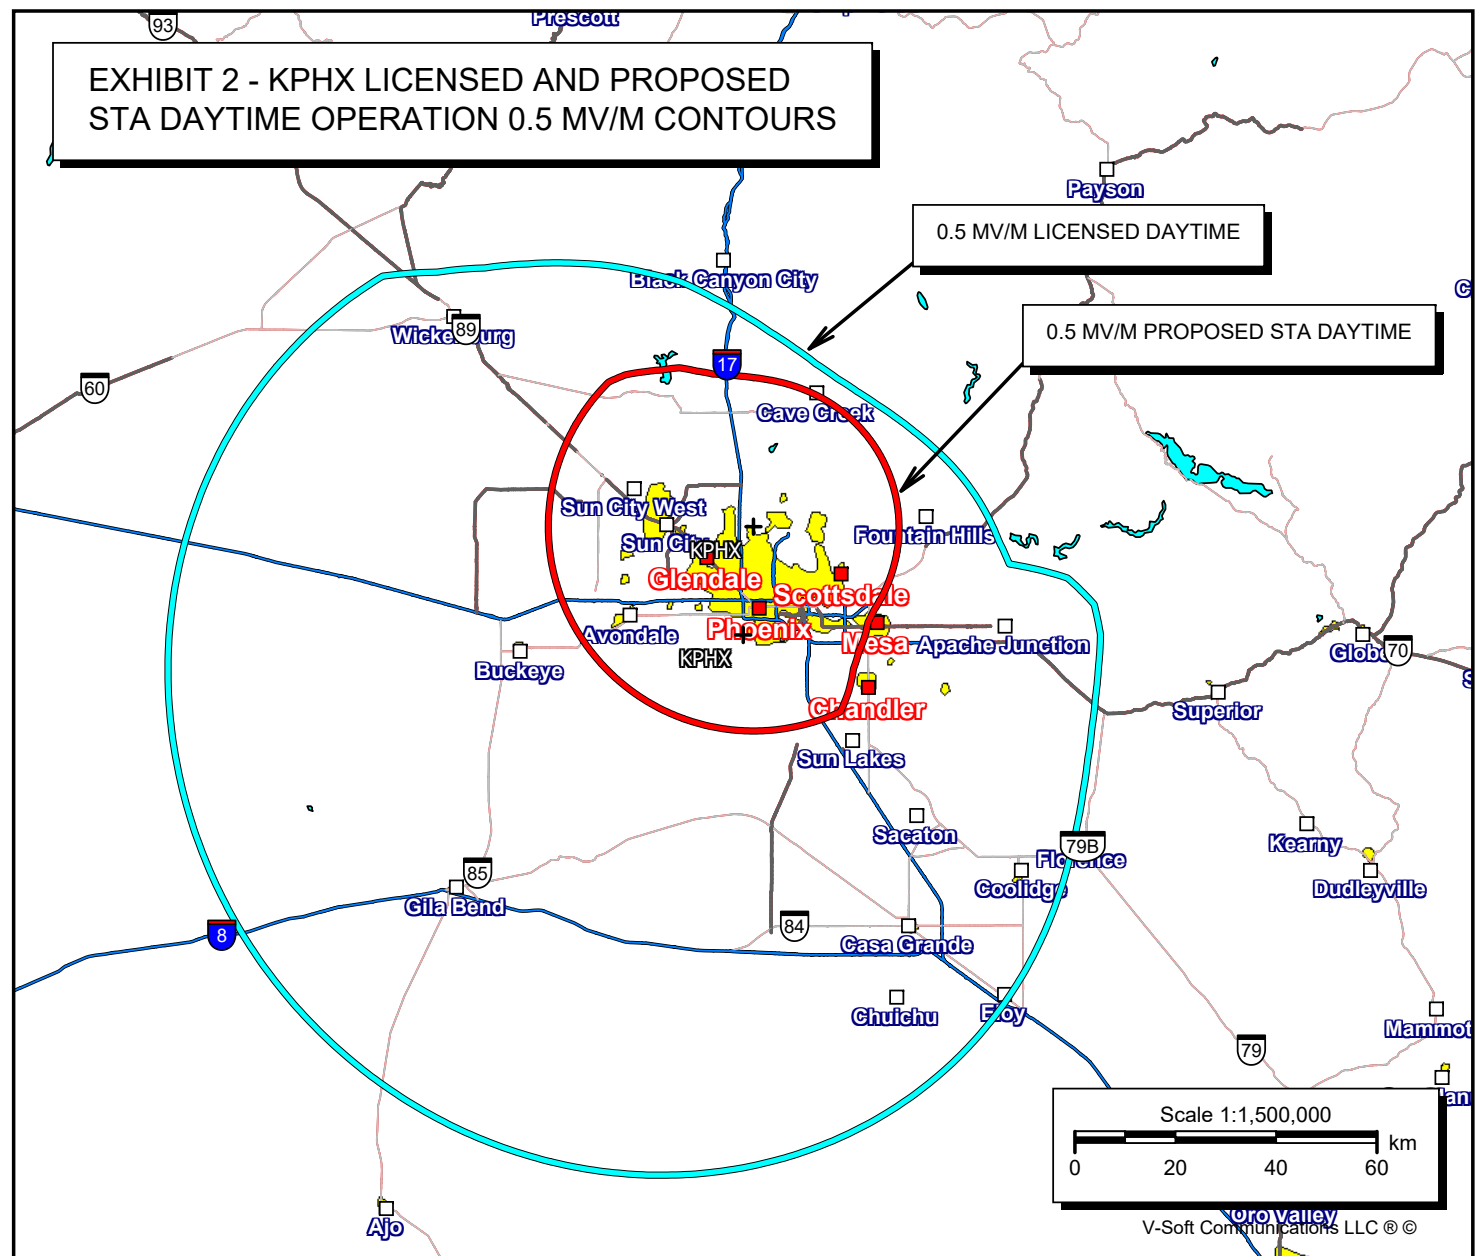 Prescott
93
EXHIBIT 2 - KPHX LICENSED AND PROPOSED
STA DAYTIME OPERATION 0.5 MV/M CONTOURS
Payson
0.5 MV/M LICENSED DAYTIME
Black Canyon City
0.5 MV/M PROPOSED STA DAYTIME
Wickenburg
89
17
60
Cave Creek
Sun City West
Fountain Hills
Sun City
KPHX
Glendale
Scottsdale
Phoenix
Avondale
Mesa
Apache Junction
Globe
70
KPHX
Buckeye
Chandler
Superior
Sun Lakes
Sacaton
79B
Florence
Kearny
85
Coolidge
Dudleyville
Gila Bend
8
84
Casa Grande
Chuichu
Eloy
Mammot
79
Scale 1:1,500,000
km
0 20 40 60
Ajo
Oro Valley
V-Soft Communications LLC ® ©